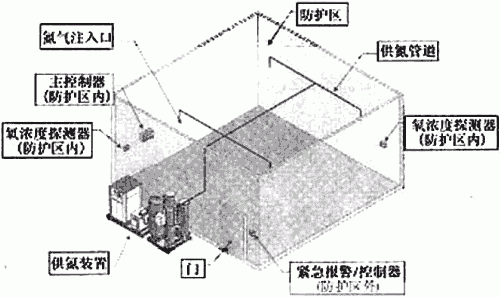 防护区
氮气注入口
供氮管道
主控制器
(防护区内)
氧浓度探测器
(防护区内)
氧浓度探测器
(防护区内)
供氮装置
门
紧急报警/控制器
(防护区外)